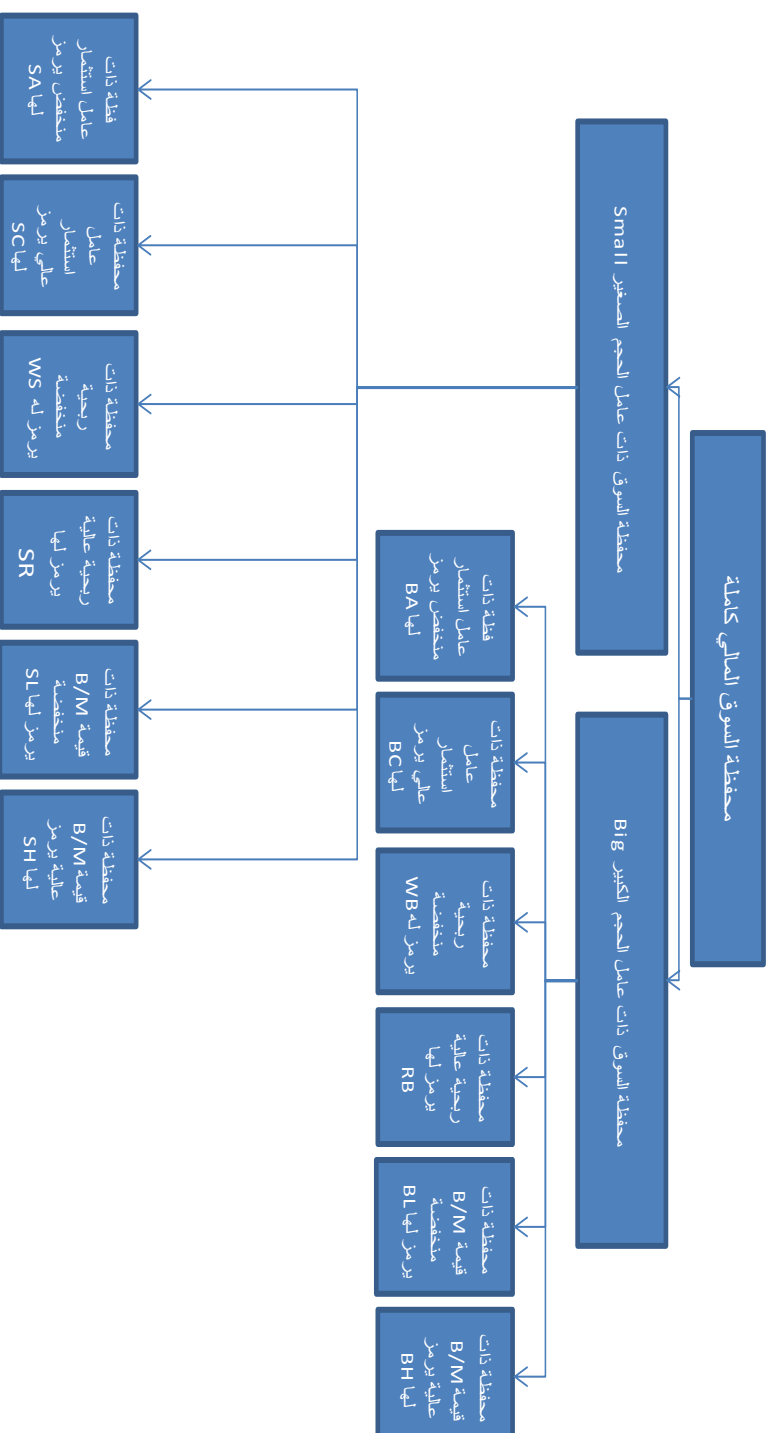 محفظة السوق المالي كاملة
محفظة السوق ذات عامل الحجم الصغير Small
محفظة السوق ذات عامل الحجم الكبير Big
فظة ذات
عامل استثمار
منخفض يرمز
لها BA
محفظة ذات
عامل
استثمار
عالي يرمز
لها BC
محفظة ذات
ربحية
منخفضة
يرمز له WB
محفظة ذات
ربحية عالية
يرمز لها
RB
محفظة ذات
قيمة B/M
منخفضة
يرمز لها BL
محفظة ذات
قيمة B/M
عالية يرمز
لها BH
فظة ذات
عامل استثمار
منخفض يرمز
لها SA
محفظة ذات
عامل
استثمار
عالي يرمز
لها SC
محفظة ذات
ربحية
منخفضة
يرمز له WS
محفظة ذات
ربحية عالية
يرمز لها
SR
محفظة ذات
قيمة B/M
منخفضة
يرمز لها SL
محفظة ذات
قيمة B/M
عالية يرمز
لها SH